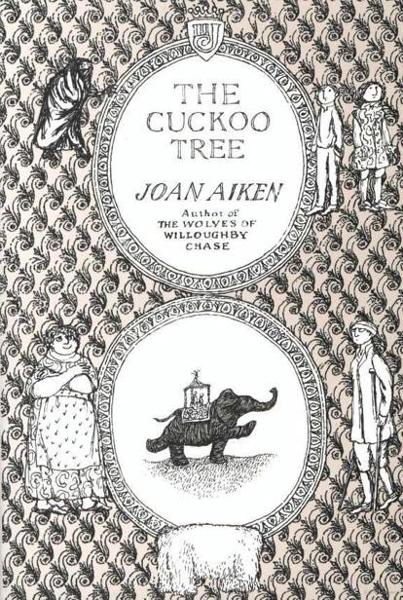 THE
CUCKOO
TREE
JOAN AIKEN
Author of
THE WOLVES OF
WILLOUGHBY
CHASE